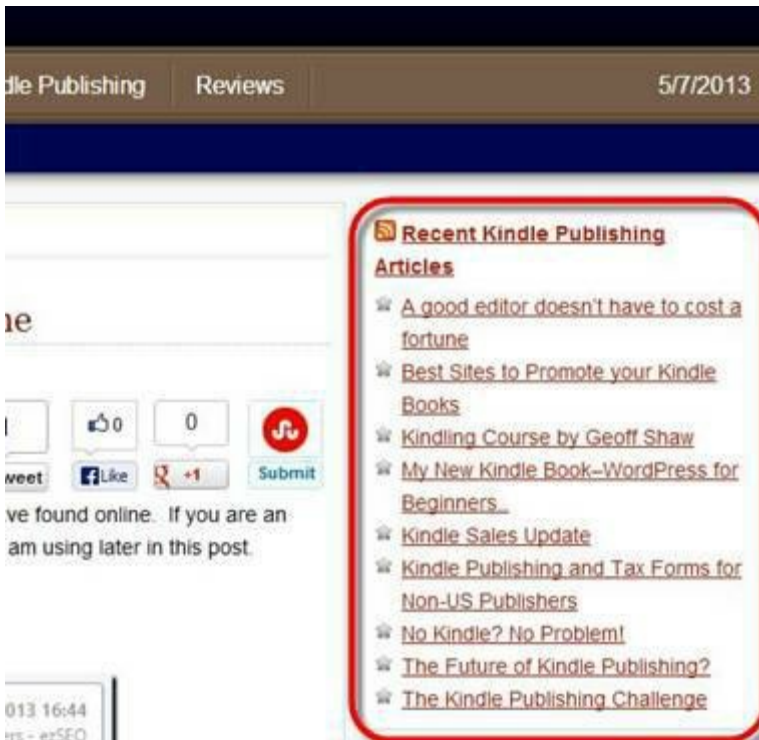 dle Publishing
Reviews
5/7/2013
Recent Kindle Publishing
Articles
A good editor doesn't have to cost a
fortune
Best Sites to Promote your Kindle
Books
Kindling Course by Geoff Shaw
My New Kindle Book–WordPress for
Beginners..
Kindle Sales Update
Kindle Publishing and Tax Forms for
Non-US Publishers
No Kindle? No Problem!
The Future of Kindle Publishing?
The Kindle Publishing Challenge
ne
0
0
weet
Like
+1
Submit
ve found online. If you are an
am using later in this post.
013 16:44
ers - ezSEO